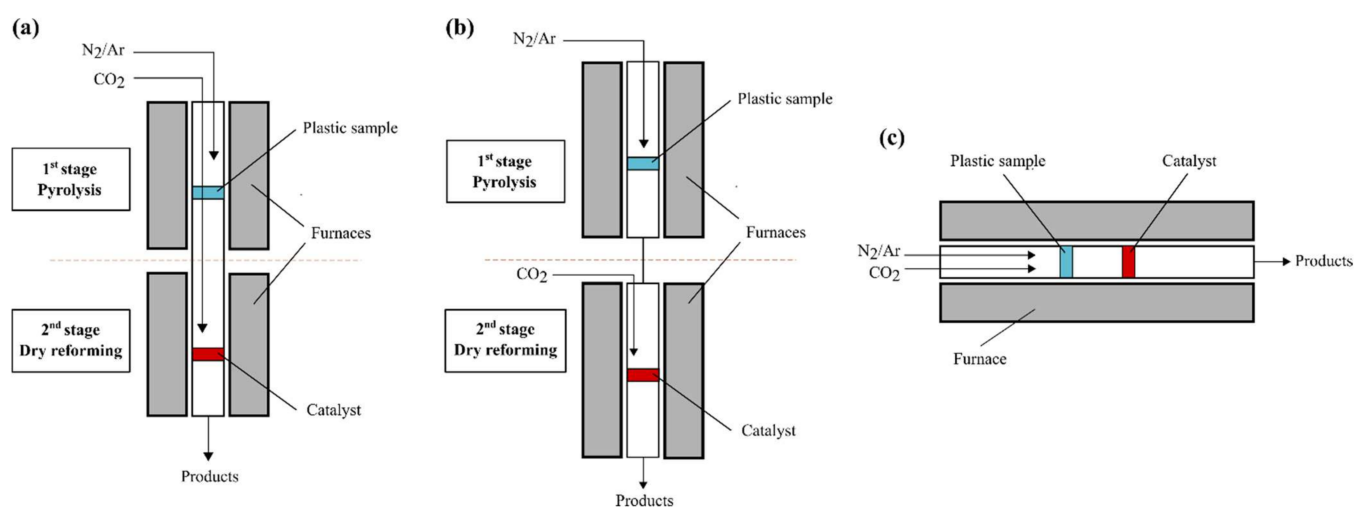 (a)
N2/Ar
CO2
Plastic sample
1st stage
Pyrolysis
Furnaces
2nd stage
Dry reforming
Catalyst
Products
(b)
N2/Ar
Plastic sample
1st stage
Pyrolysis
Furnaces
CO2
2nd stage
Dry reforming
Catalyst
Products
(c)
Plastic sample
Catalyst
N2/Ar
CO2
Products
Furnace